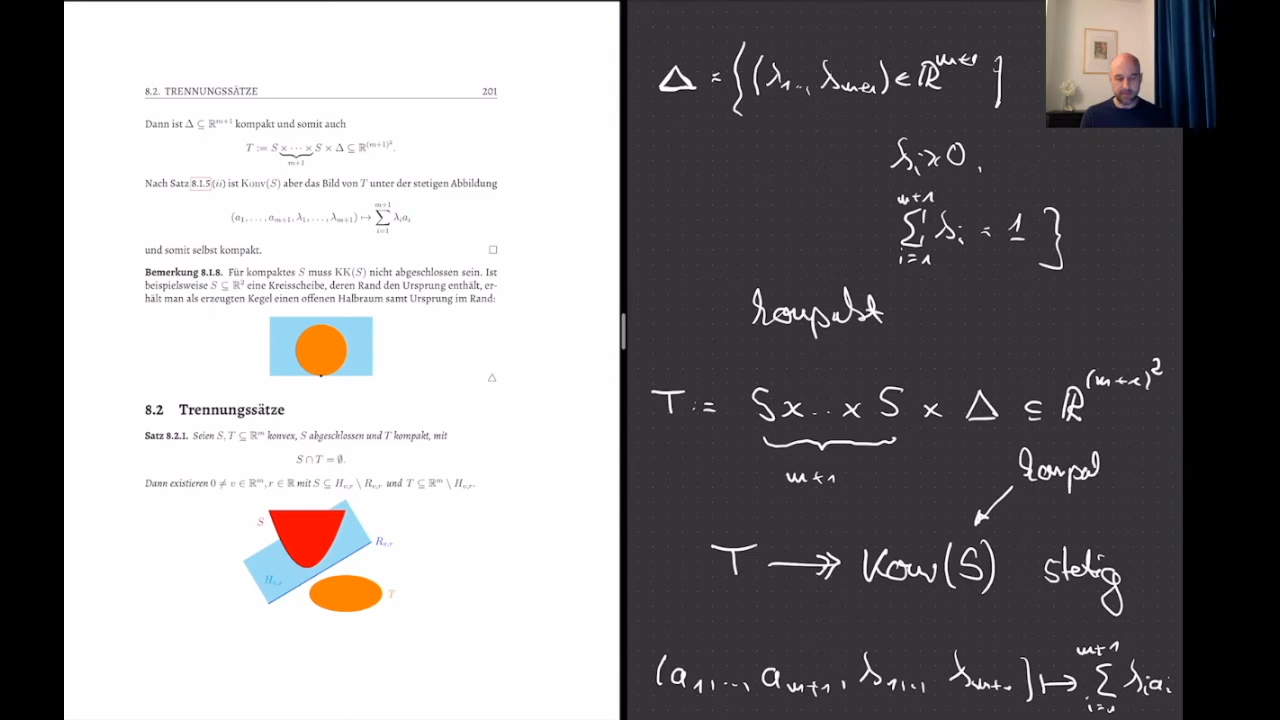 8.2. TRENNUNGSSÄTZE 201
Dann ist Δ ⊆ ℝ^{m+1} kompakt und somit auch
T := S × ··· × S × Δ ⊆ ℝ^{(m+1)^2}.
m+1
Nach Satz 8.1.5(ii) ist Konv(S) aber das Bild von T unter der stetigen Abbildung
(a_1, …, a_{m+1}, λ_1, …, λ_{m+1}) ↦ ∑_{i=1}^{m+1} λ_i a_i
und somit selbst kompakt. □
Bemerkung 8.1.8. Für kompaktes S muss KK(S) nicht abgeschlossen sein. Ist
beispielsweise S ⊆ ℝ^2 eine Kreisscheibe, deren Rand den Ursprung enthält, er-
hält man als erzeugten Kegel einen offenen Halbraum samt Ursprung im Rand:
△
8.2 Trennungssätze
Satz 8.2.1. Seien S, T ⊆ ℝ^m konvex, S abgeschlossen und T kompakt, mit
S ∩ T = ∅.
Dann existieren 0 ≠ v ∈ ℝ^m, r ∈ ℝ mit S ⊆ H_{v,r} \ R_{v,r} und T ⊆ ℝ^m \ H_{v,r}.
S
R_{v,r}
H_{v,r}
T
Δ = { (λ_1 .., λ_{m+1}) ∈ ℝ^{m+1} |
λ_i ≥ 0,
∑_{i=1}^{m+1} λ_i = 1 }
kompakt
T := S × .. × S × Δ ⊆ ℝ^{(m+1)^2}
m+1
kompakt
T ↠ Konv(S) stetig
(a_1, .., a_{m+1}, λ_1, .., λ_{m+1}) ↦ ∑_{i=1}^{m+1} λ_i a_i